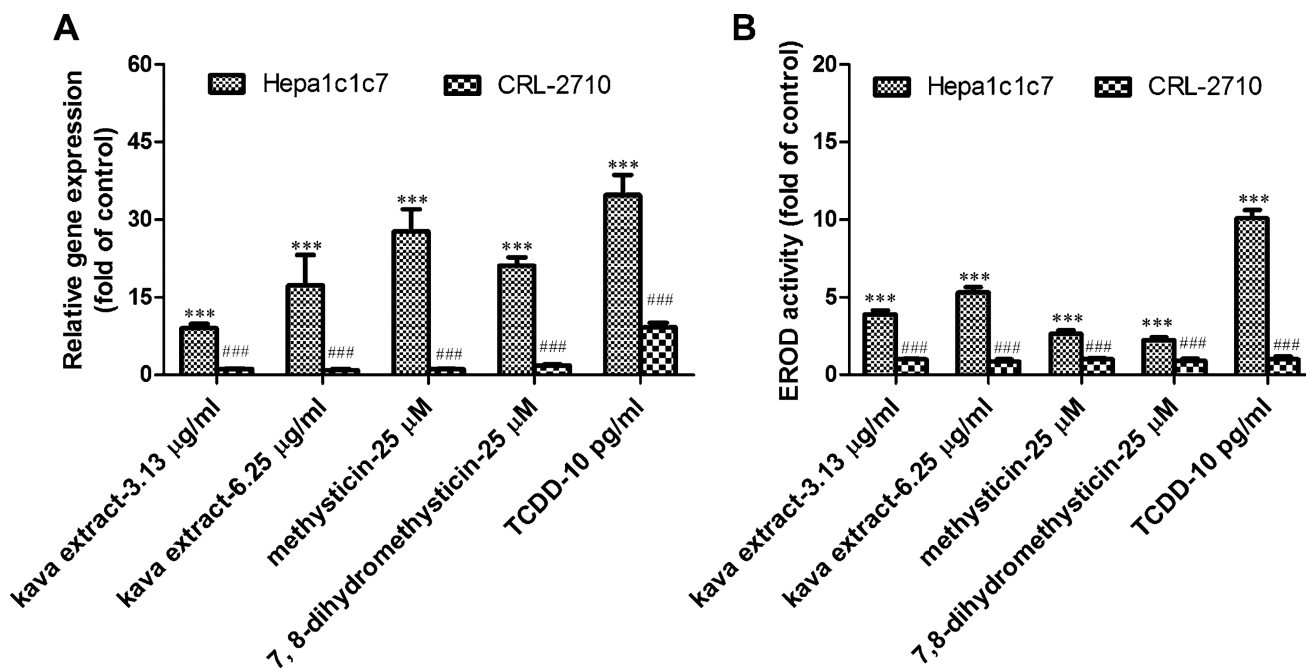 A
Relative gene expression
(fold of control)
60
45
30
15
0
Hepa1c1c7
CRL-2710
***
###
***
###
***
###
***
###
***
###
kava extract-3.13 µg/ml
kava extract-6.25 µg/ml
methysticin-25 µM
7, 8-dihydromethysticin-25 µM
TCDD-10 pg/ml
B
EROD activity (fold of control)
20
15
10
5
0
Hepa1c1c7
CRL-2710
***
###
***
###
***
###
***
###
***
###
kava extract-3.13 µg/ml
kava extract-6.25 µg/ml
methysticin-25 µM
7,8-dihydromethysticin-25 µM
TCDD-10 pg/ml